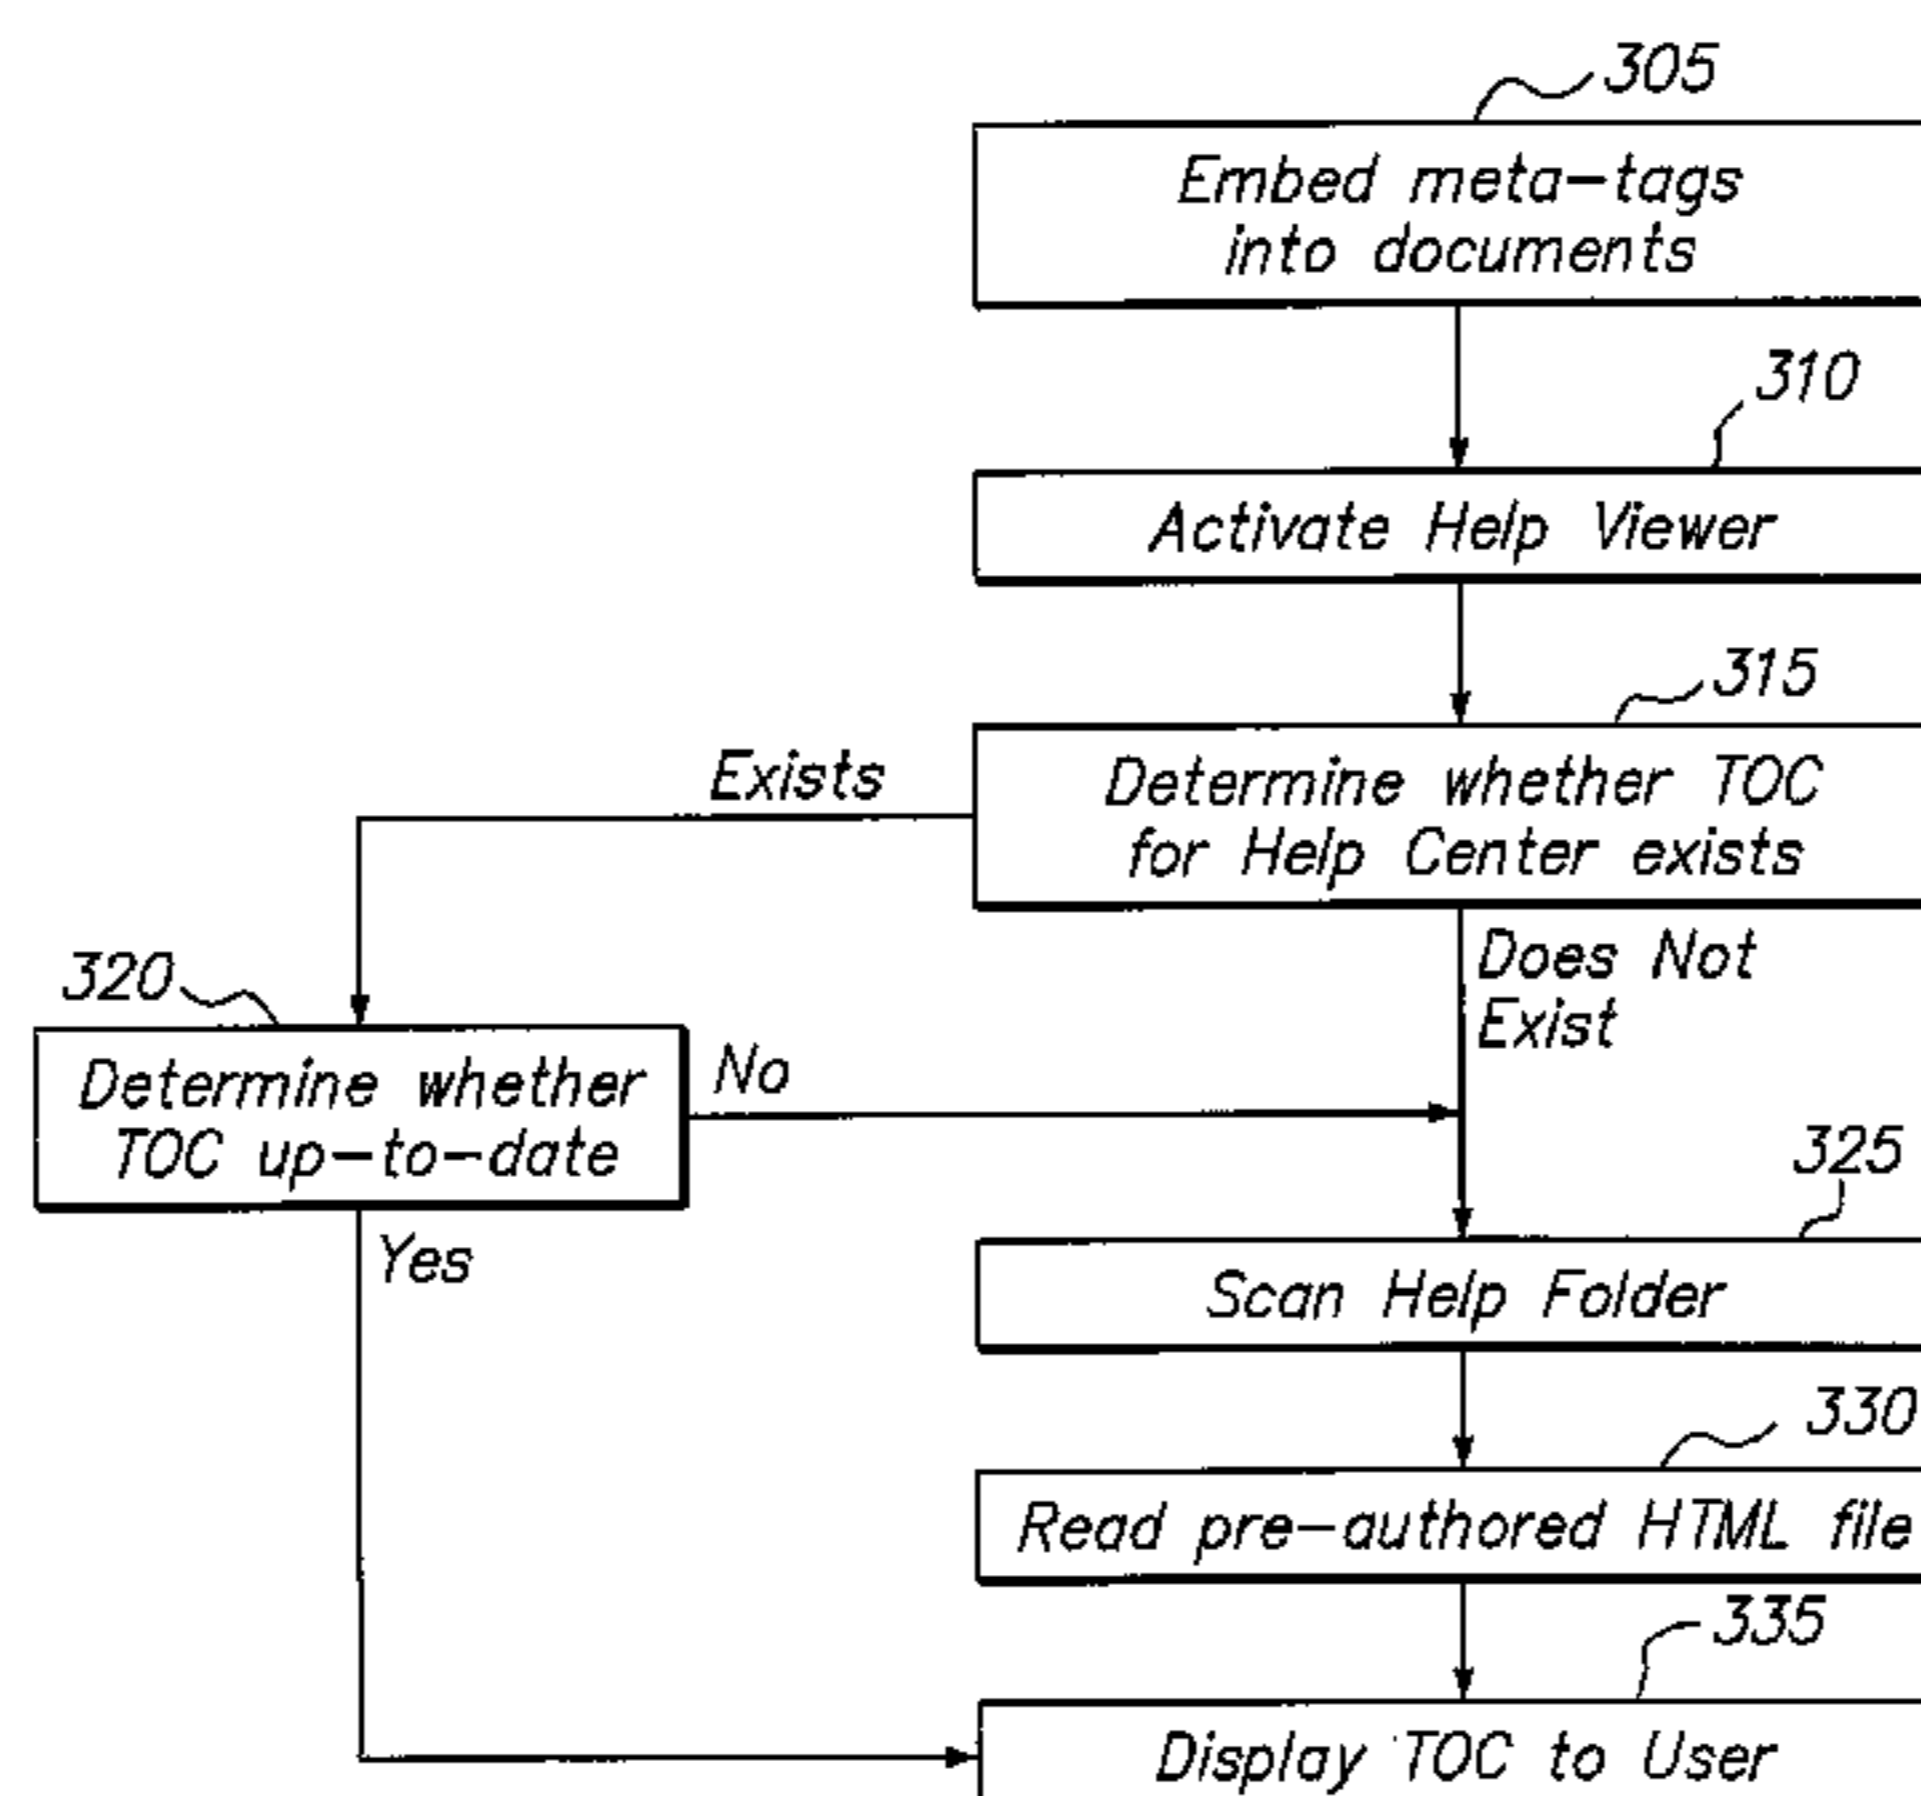 305
Embed meta-tags
into documents
310
Activate Help Viewer
315
Exists
Determine whether TOC
for Help Center exists
Does Not
Exist
320
Determine whether
TOC up-to-date
No
Yes
325
Scan Help Folder
330
Read pre-authored HTML file
335
Display TOC to User